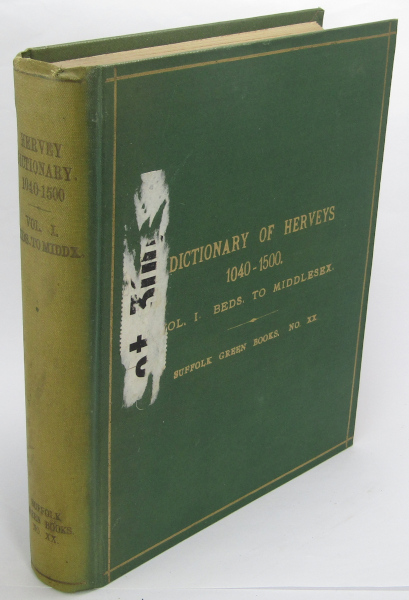 HERVEY
DICTIONARY.
1040-1500
VOL. I.
TO MIDDX.
SUFFOLK
GREEN BOOKS.
No XX.
DICTIONARY OF HERVEYS
1040-1500.
VOL. I. BEDS. TO MIDDLESEX.
SUFFOLK GREEN BOOKS, NO. XX.